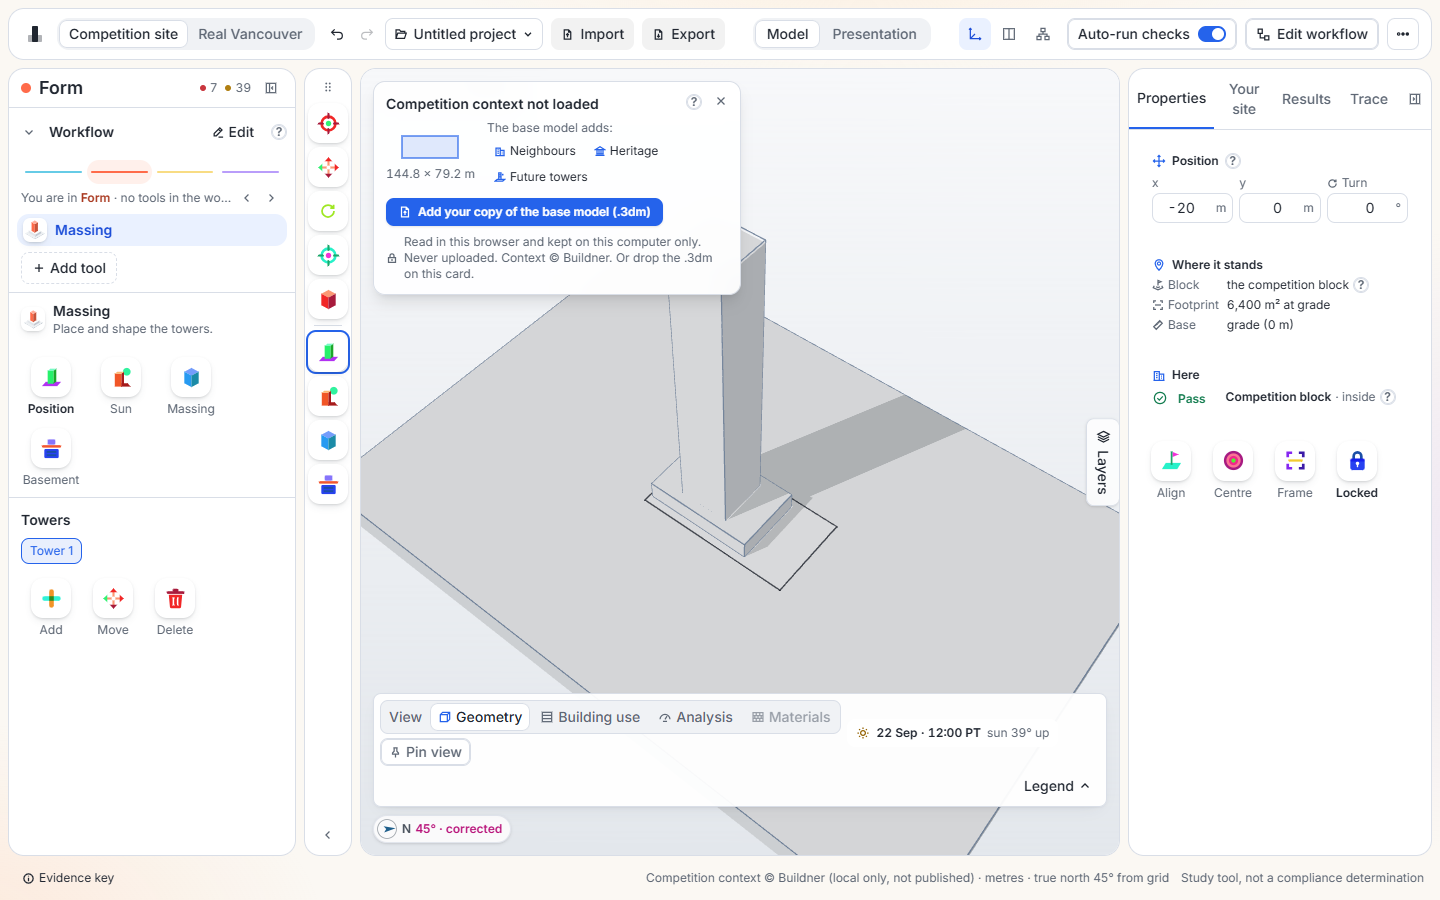 Competition site
Real Vancouver
Untitled project
Import
Export
Model
Presentation
Auto-run checks
Edit workflow
Form
7
39
Workflow
Edit
?
You are in Form · no tools in the wo...
Massing
+ Add tool
Massing
Place and shape the towers.
Position
Sun
Massing
Basement
Towers
Tower 1
Add
Move
Delete
Competition context not loaded
?
The base model adds:
Neighbours
Heritage
144.8 × 79.2 m
Future towers
Add your copy of the base model (.3dm)
Read in this browser and kept on this computer only.
Never uploaded. Context © Buildner. Or drop the .3dm
on this card.
Layers
View
Geometry
Building use
Analysis
Materials
22 Sep · 12:00 PT sun 39° up
Pin view
Legend
N 45° · corrected
Properties
Your
site
Results
Trace
Position ?
x
y
Turn
-20 m
0 m
0 °
Where it stands
Block the competition block ?
Footprint 6,400 m² at grade
Base grade (0 m)
Here
Pass Competition block · inside ?
Align
Centre
Frame
Locked
Evidence key
Competition context © Buildner (local only, not published) · metres · true north 45° from grid
Study tool, not a compliance determination